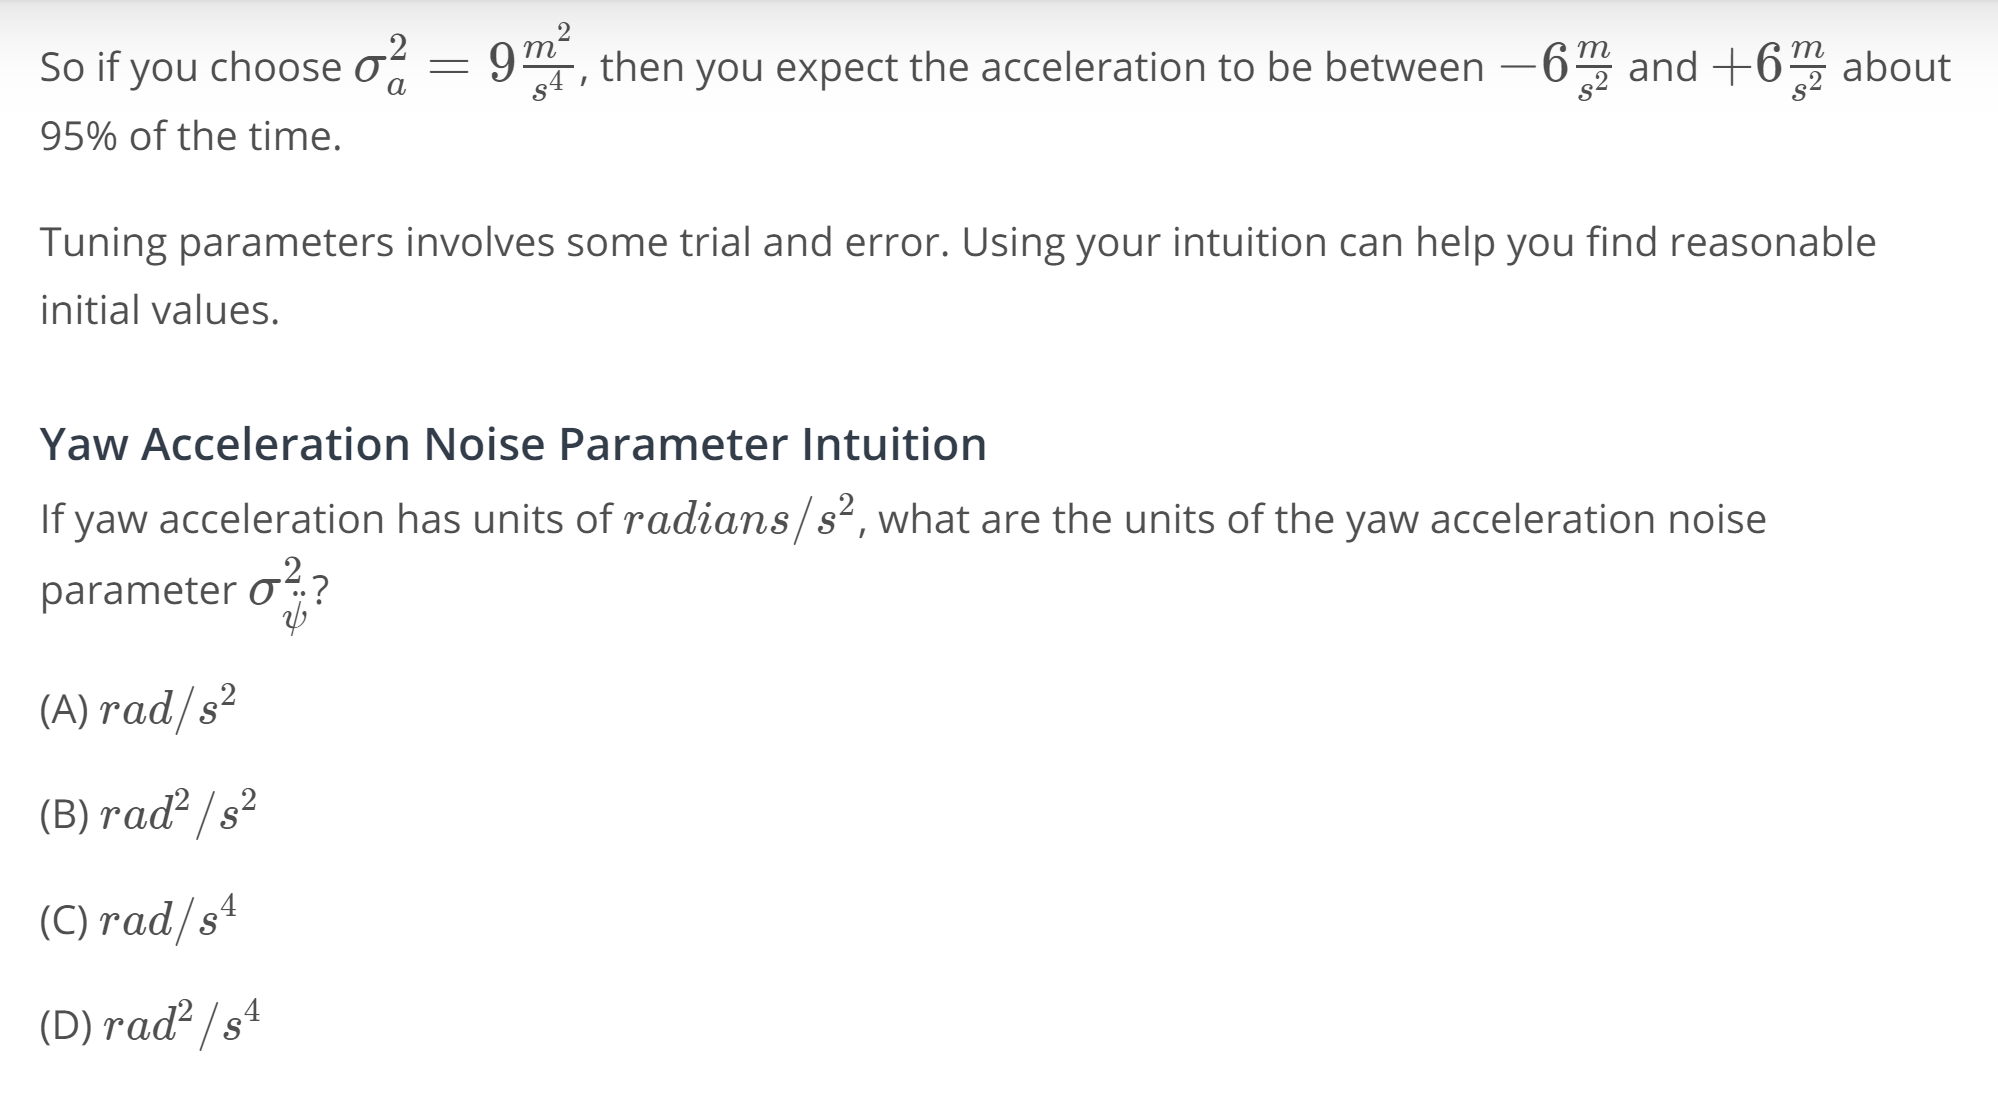 So if you choose $\sigma_a^2 = 9\frac{m^2}{s^4}$, then you expect the acceleration to be between $-6\frac{m}{s^2}$ and $+6\frac{m}{s^2}$ about
95% of the time.
Tuning parameters involves some trial and error. Using your intuition can help you find reasonable
initial values.
Yaw Acceleration Noise Parameter Intuition
If yaw acceleration has units of $radians/s^2$, what are the units of the yaw acceleration noise
parameter $\sigma_{\ddot{\psi}}^2$?
(A) $rad/s^2$
(B) $rad^2/s^2$
(C) $rad/s^4$
(D) $rad^2/s^4$